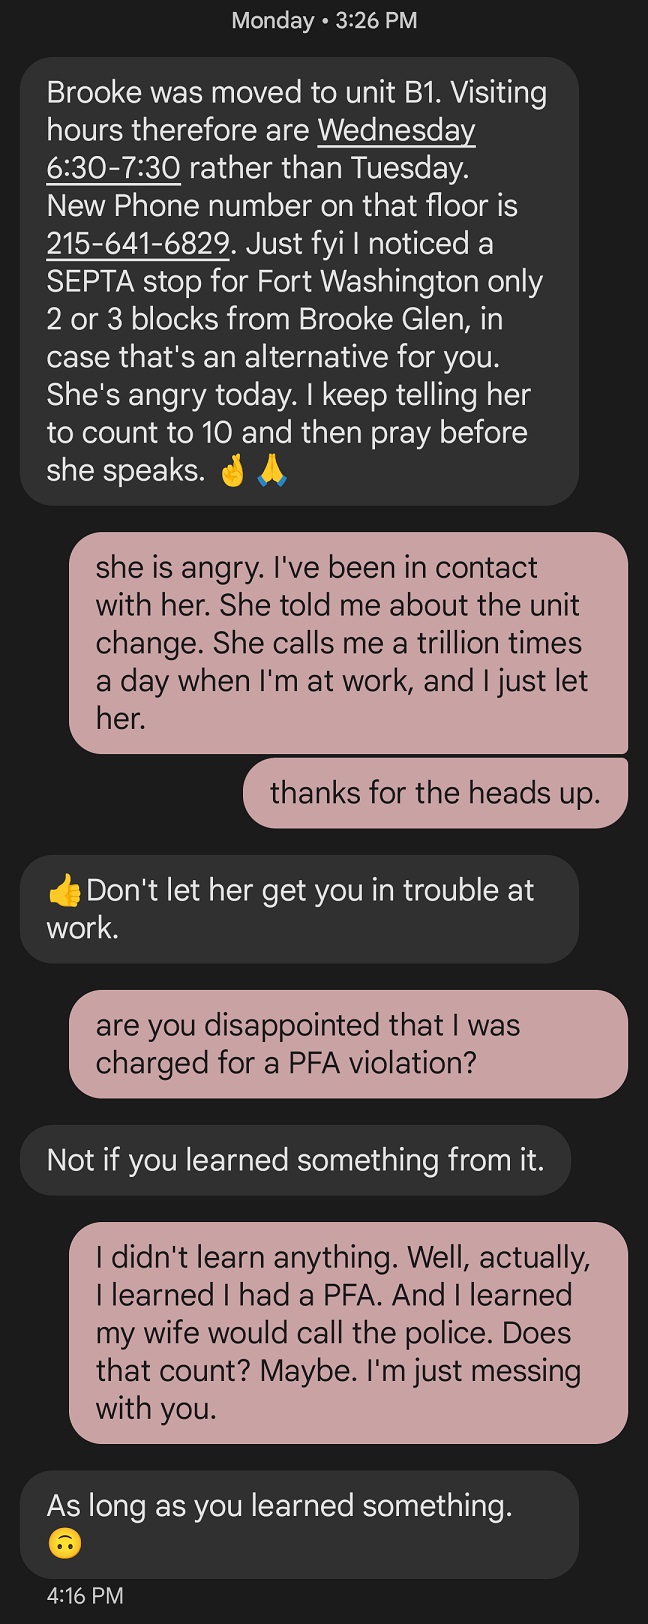 Monday • 3:26 PM
Brooke was moved to unit B1. Visiting
hours therefore are Wednesday
6:30-7:30 rather than Tuesday.
New Phone number on that floor is
215-641-6829. Just fyi I noticed a
SEPTA stop for Fort Washington only
2 or 3 blocks from Brooke Glen, in
case that's an alternative for you.
She's angry today. I keep telling her
to count to 10 and then pray before
she speaks. 🤞🙏
she is angry. I've been in contact
with her. She told me about the unit
change. She calls me a trillion times
a day when I'm at work, and I just let
her.
thanks for the heads up.
👍Don't let her get you in trouble at
work.
are you disappointed that I was
charged for a PFA violation?
Not if you learned something from it.
I didn't learn anything. Well, actually,
I learned I had a PFA. And I learned
my wife would call the police. Does
that count? Maybe. I'm just messing
with you.
As long as you learned something.
🙃
4:16 PM